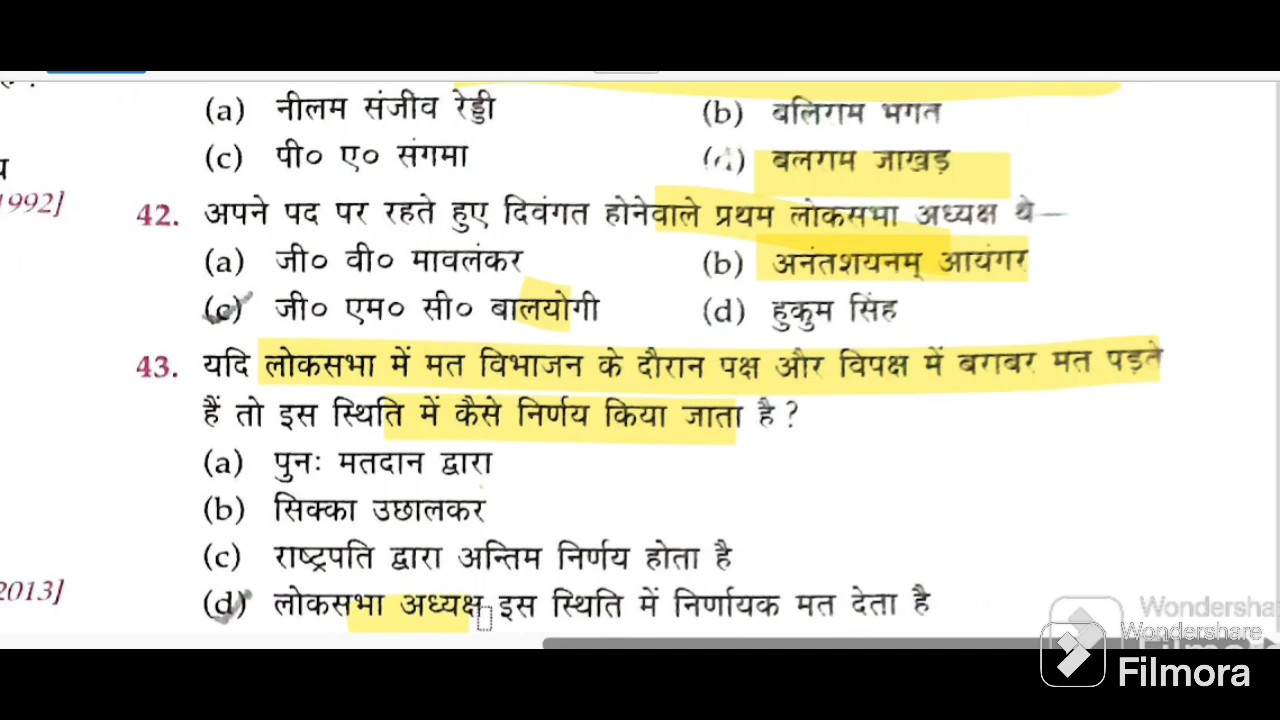 (a) नीलम संजीव रेड्डी (b) बलिराम भगत
(c) पी० ए० संगमा (d) बलराम जाखड़
1992]
42. अपने पद पर रहते हुए दिवंगत होनेवाले प्रथम लोकसभा अध्यक्ष थे—
(a) जी० वी० मावलंकर (b) अनंतशयनम् आयंगर
(c) जी० एम० सी० बालयोगी (d) हुकुम सिंह
43. यदि लोकसभा में मत विभाजन के दौरान पक्ष और विपक्ष में बराबर मत पड़ते
हैं तो इस स्थिति में कैसे निर्णय किया जाता है ?
(a) पुनः मतदान द्वारा
(b) सिक्का उछालकर
(c) राष्ट्रपति द्वारा अन्तिम निर्णय होता है
2013]
(d) लोकसभा अध्यक्ष इस स्थिति में निर्णायक मत देता है
Wondersha
Wondershare
Filmora